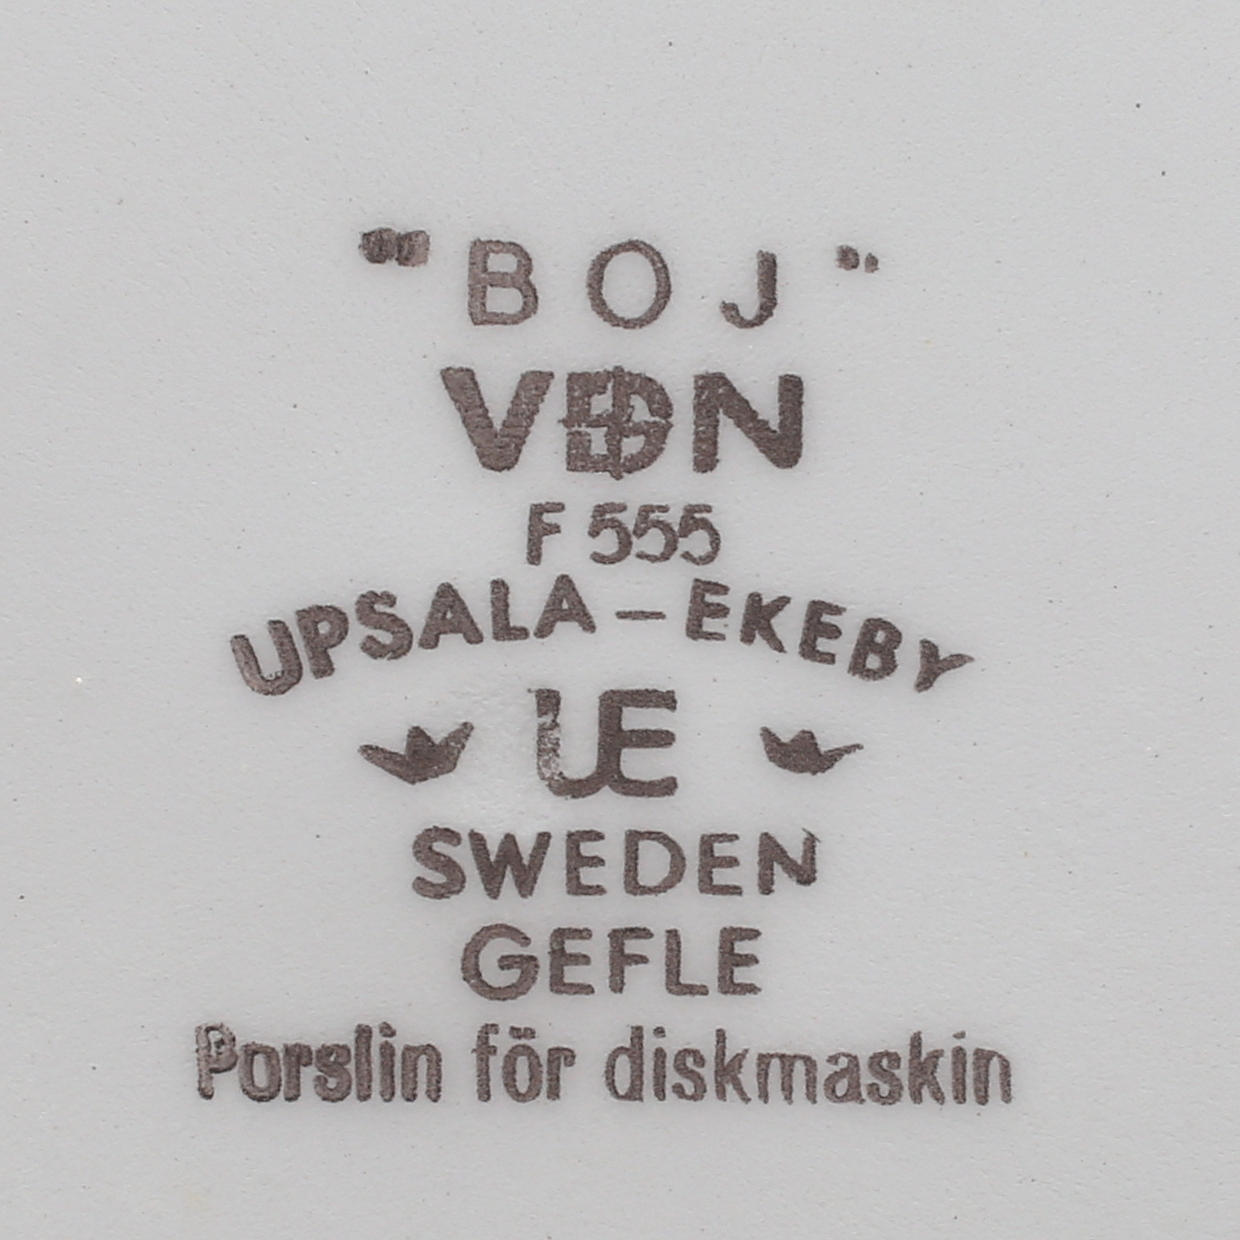 "BOJ"
VDN
F 555
UPSALA-EKEBY
UE
SWEDEN
GEFLE
Porslin för diskmaskin